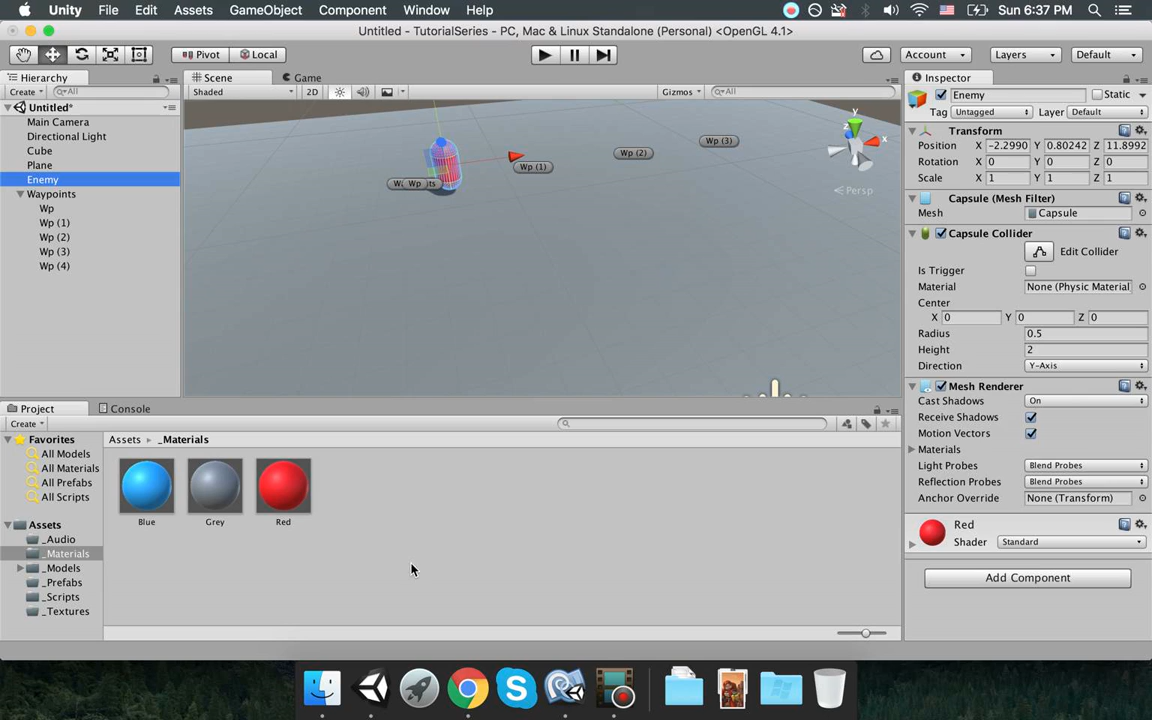 Unity File Edit Assets GameObject Component Window Help Sun 6:37 PM
Untitled - TutorialSeries - PC, Mac & Linux Standalone (Personal) <OpenGL 4.1>
Pivot Local Account Layers Default
Hierarchy
Create All
Untitled*
Main Camera
Directional Light
Cube
Plane
Enemy
Waypoints
Wp
Wp (1)
Wp (2)
Wp (3)
Wp (4)
Scene Game
Shaded 2D Gizmos All
Wp
Wp (1)
Wp (2)
Wp (3)
y
x
z
Persp
Inspector
Enemy Static
Tag Untagged Layer Default
Transform
Position X -2.2990 Y 0.80242 Z 11.8992
Rotation X 0 Y 0 Z 0
Scale X 1 Y 1 Z 1
Capsule (Mesh Filter)
Mesh Capsule
Capsule Collider
Edit Collider
Is Trigger
Material None (Physic Material
Center
X 0 Y 0 Z 0
Radius 0.5
Height 2
Direction Y-Axis
Mesh Renderer
Cast Shadows On
Receive Shadows
Motion Vectors
Materials
Light Probes Blend Probes
Reflection Probes Blend Probes
Anchor Override None (Transform)
Red
Shader Standard
Add Component
Project Console
Create
Favorites
All Models
All Materials
All Prefabs
All Scripts
Assets
_Audio
_Materials
_Models
_Prefabs
_Scripts
_Textures
Assets _Materials
Blue Grey Red